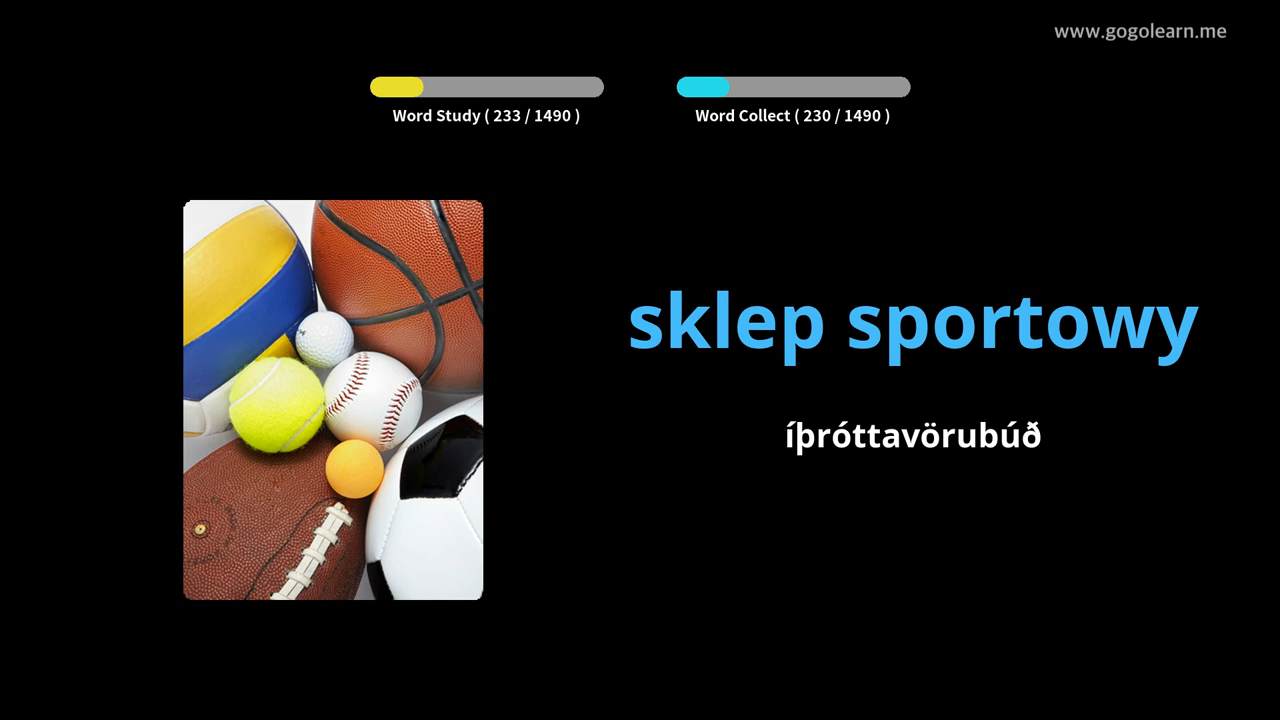 www.gogolearn.me
Word Study ( 233 / 1490 )
Word Collect ( 230 / 1490 )
sklep sportowy
íþróttavörubúð